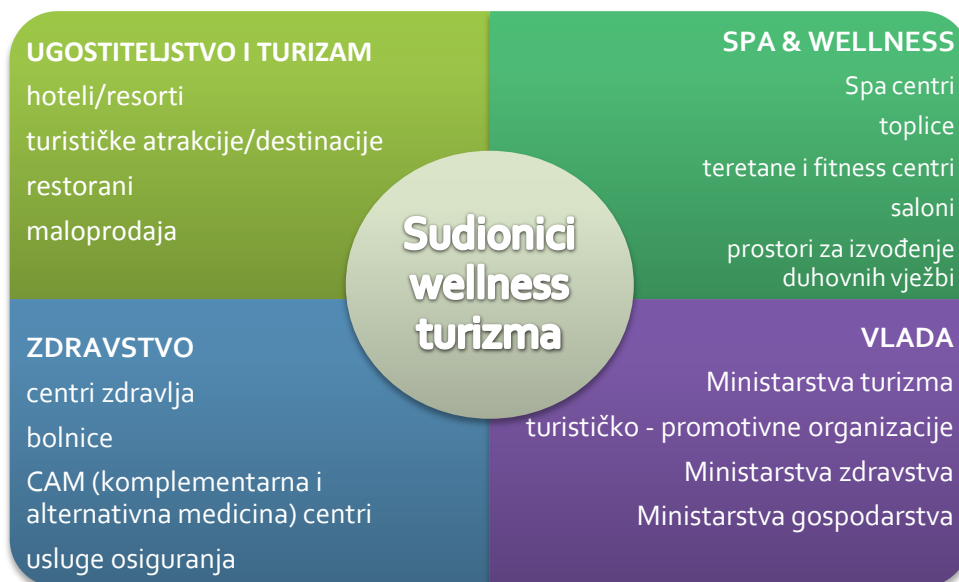 UGOSTITELJSTVO I TURIZAM
hoteli/resorti
turističke atrakcije/destinacije
restorani
maloprodaja
SPA & WELLNESS
Spa centri
toplice
teretane i fitness centri
saloni
prostori za izvođenje
duhovnih vježbi
Sudionici
wellness
turizma
ZDRAVSTVO
centri zdravlja
bolnice
CAM (komplementarna i
alternativna medicina) centri
usluge osiguranja
VLADA
Ministarstva turizma
turističko - promotivne organizacije
Ministarstva zdravstva
Ministarstva gospodarstva